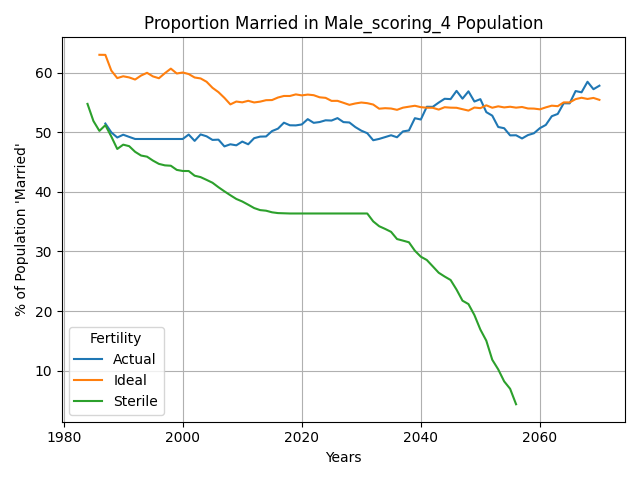 Proportion Married in Male_scoring_4 Population
% of Population 'Married'
60
50
40
30
20
10
Fertility
Actual
Ideal
Sterile
1980 2000 2020 2040 2060
Years